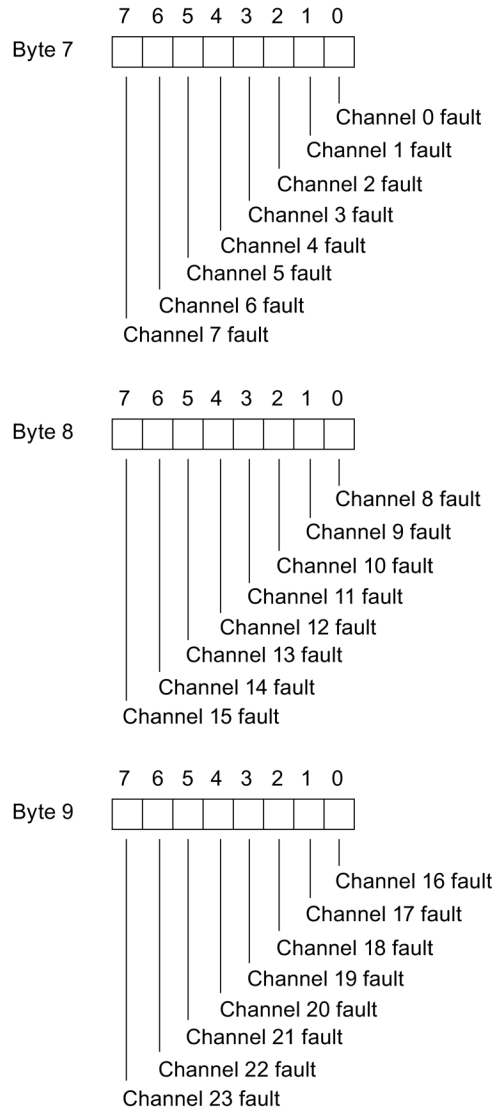 7 6 5 4 3 2 1 0
Byte 7
Channel 0 fault
Channel 1 fault
Channel 2 fault
Channel 3 fault
Channel 4 fault
Channel 5 fault
Channel 6 fault
Channel 7 fault
7 6 5 4 3 2 1 0
Byte 8
Channel 8 fault
Channel 9 fault
Channel 10 fault
Channel 11 fault
Channel 12 fault
Channel 13 fault
Channel 14 fault
Channel 15 fault
7 6 5 4 3 2 1 0
Byte 9
Channel 16 fault
Channel 17 fault
Channel 18 fault
Channel 19 fault
Channel 20 fault
Channel 21 fault
Channel 22 fault
Channel 23 fault